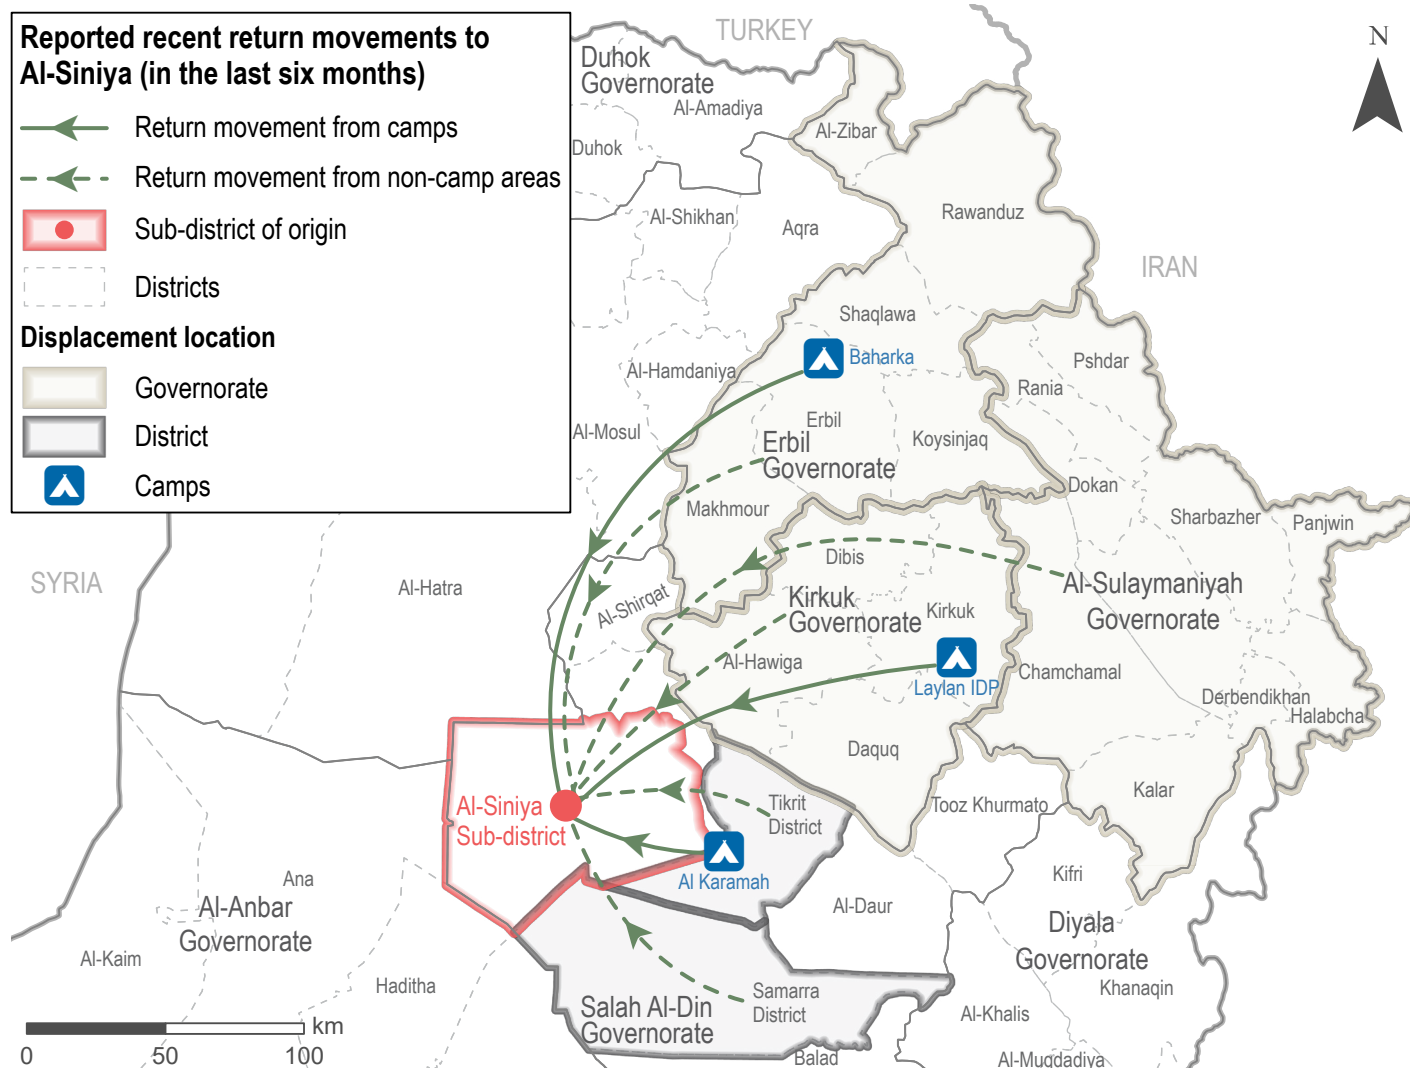 Reported recent return movements to
Al-Siniya (in the last six months)
Return movement from camps
Return movement from non-camp areas
Sub-district of origin
Districts
Displacement location
Governorate
District
Camps
TURKEY
N
Duhok
Governorate
Al-Amadiya
Al-Zibar
Duhok
Al-Shikhan
Aqra
Rawanduz
IRAN
Shaqlawa
Baharka
Pshdar
Al-Hamdaniya
Rania
Erbil
Al-Mosul
Koysinjaq
Erbil
Governorate
Dokan
Makhmour
Sharbazher
Panjwin
SYRIA
Dibis
Al-Hatra
Al-Shirqat
Al-Sulaymaniyah
Governorate
Kirkuk
Governorate
Kirkuk
Al-Hawiga
Chamchamal
Laylan IDP
Derbendikhan
Halabcha
Daquq
Kalar
Al-Siniya
Sub-district
Tikrit
District
Tooz Khurmato
Al Karamah
Kifri
Ana
Al-Anbar
Governorate
Al-Daur
Diyala
Governorate
Al-Kaim
Haditha
Khanaqin
Samarra
District
Salah Al-Din
Governorate
Al-Khalis
Balad
Al-Muqdadiya
km
0 50 100